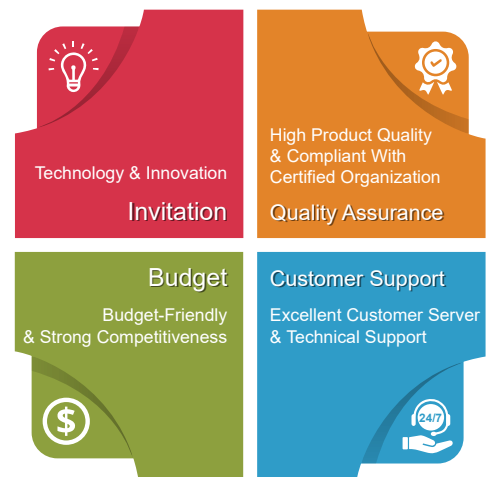 Technology & Innovation
Invitation
High Product Quality
& Compliant With
Certified Organization
Quality Assurance
Budget
Budget-Friendly
& Strong Competitiveness
$
Customer Support
Excellent Customer Server
& Technical Support
24/7